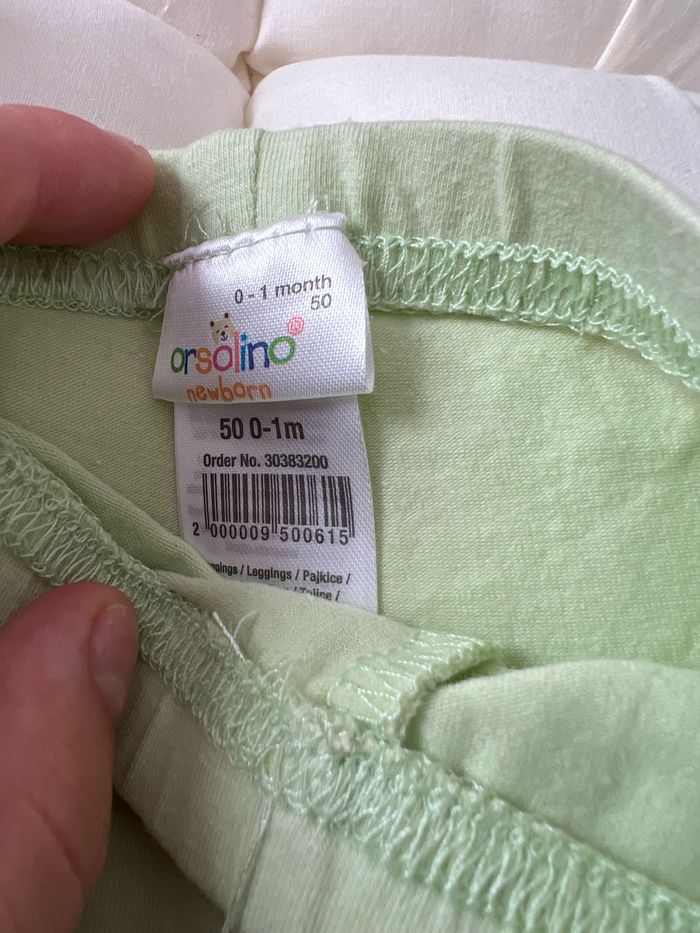 0 - 1 month
50
orsolino®
newborn
50 0-1m
Order No. 30383200
2 000009 500615
Leggings / Pajkice /